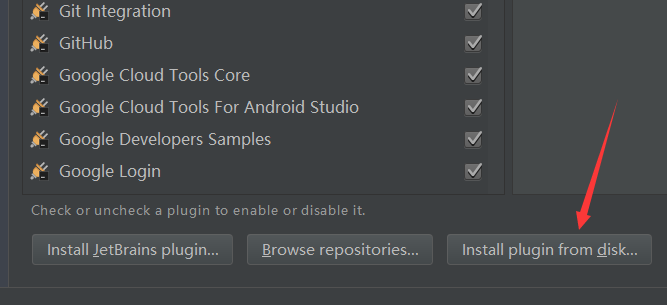 Git Integration
GitHub
Google Cloud Tools Core
Google Cloud Tools For Android Studio
Google Developers Samples
Google Login
Check or uncheck a plugin to enable or disable it.
Install JetBrains plugin... Browse repositories... Install plugin from disk...